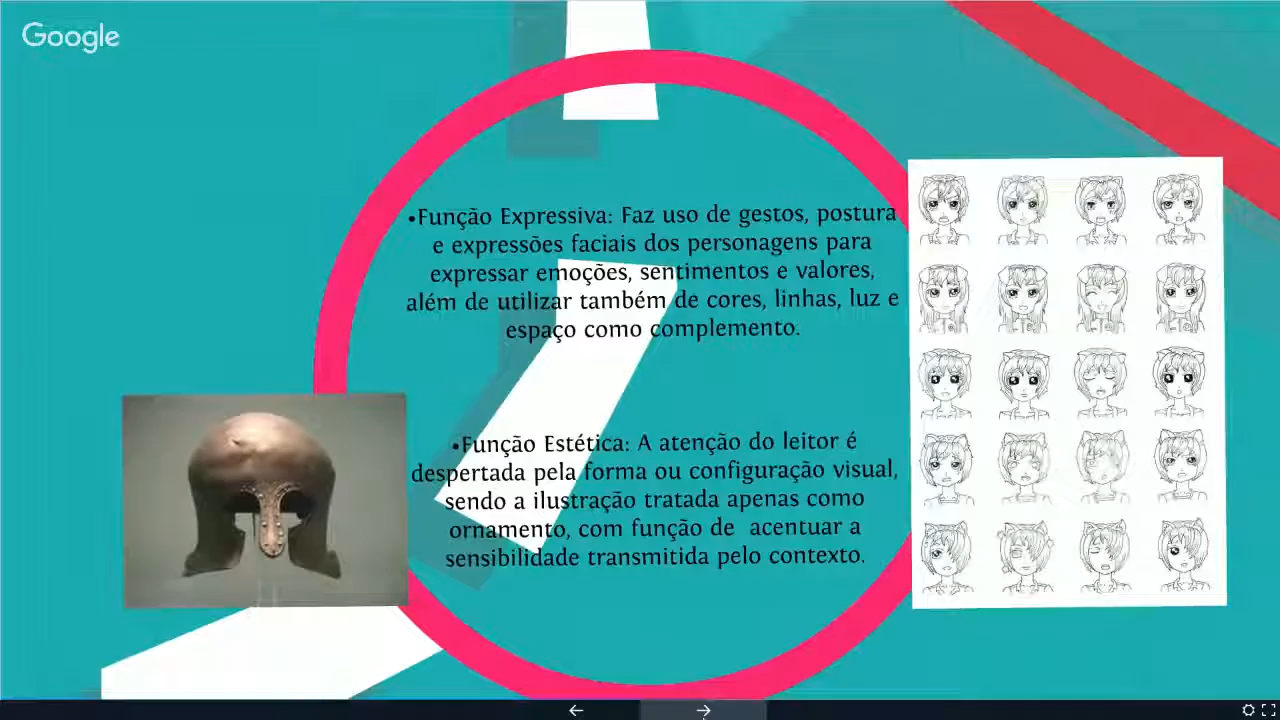 Google
•Função Expressiva: Faz uso de gestos, postura
e expressões faciais dos personagens para
expressar emoções, sentimentos e valores,
além de utilizar também de cores, linhas, luz e
espaço como complemento.
•Função Estética: A atenção do leitor é
despertada pela forma ou configuração visual,
sendo a ilustração tratada apenas como
ornamento, com função de acentuar a
sensibilidade transmitida pelo contexto.